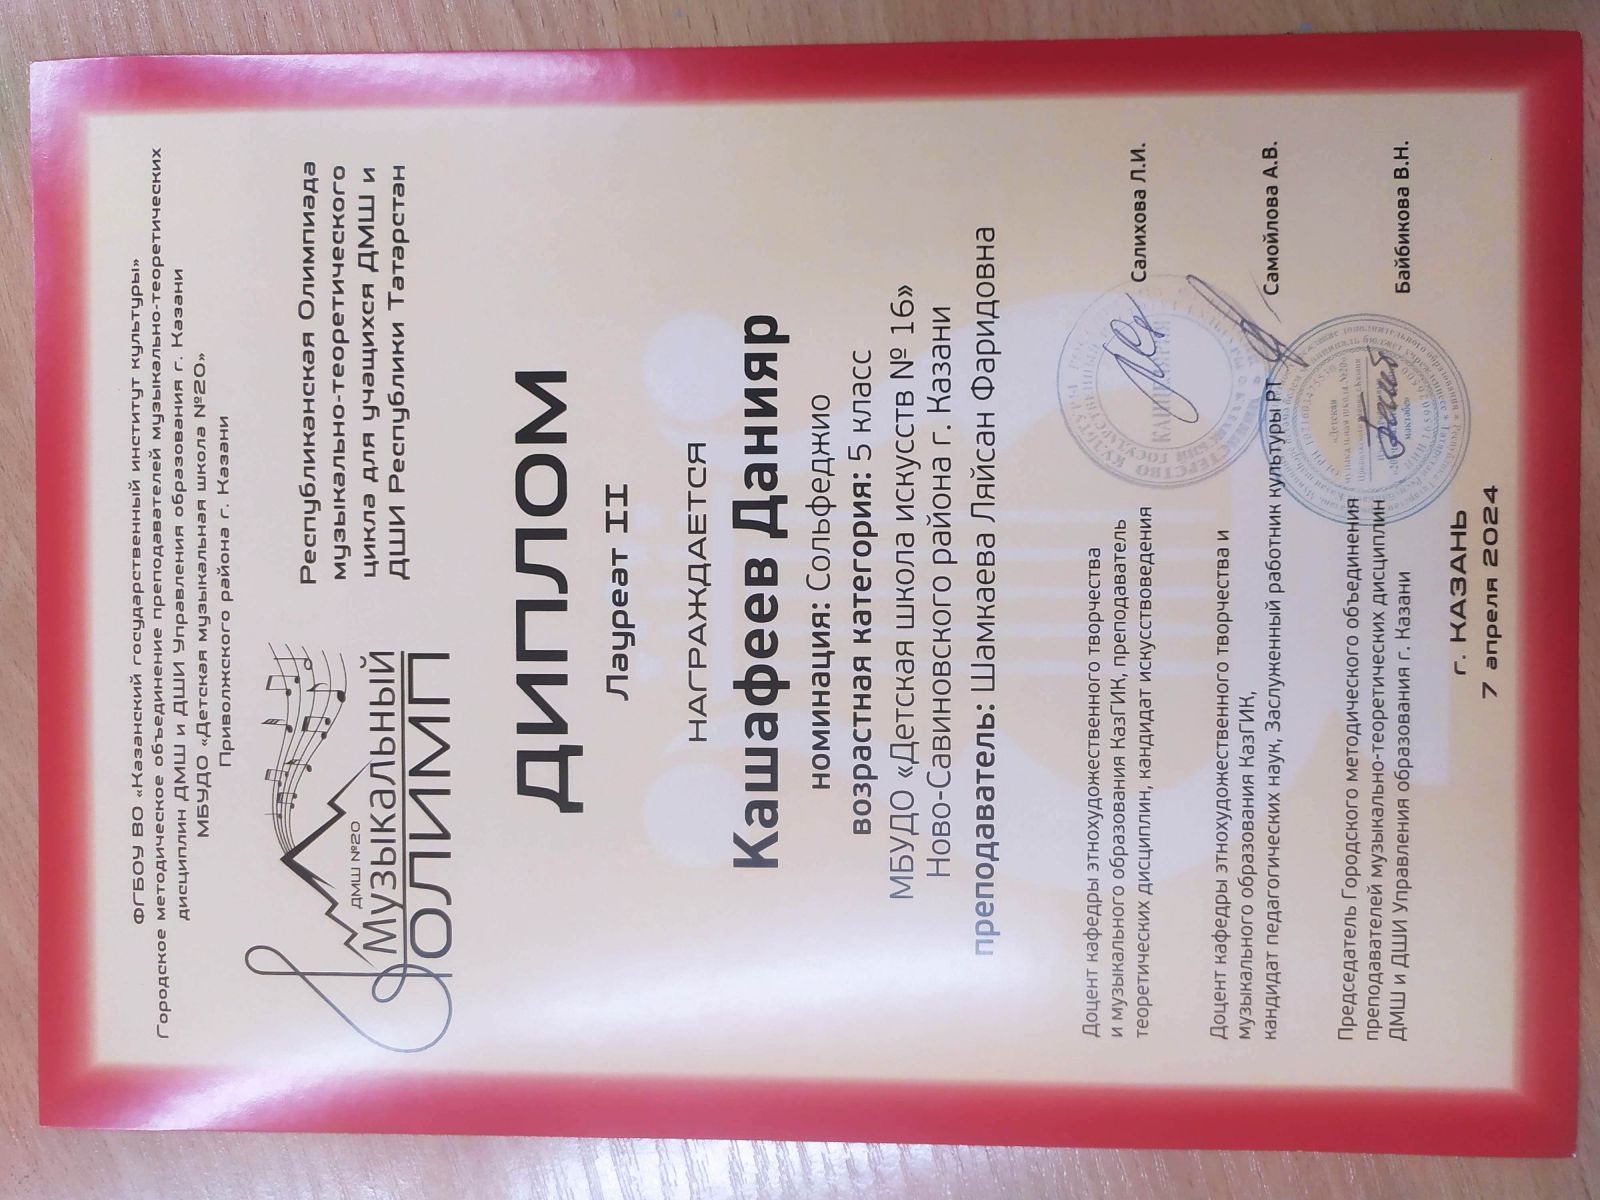 ФГБОУ ВО «Казанский государственный институт культуры»
Городское методическое объединение преподавателей музыкально-теоретических
дисциплин ДМШ и ДШИ Управления образования г. Казани
МБУДО «Детская музыкальная школа №20»
Приволжского района г. Казани
ДМШ №20
Музыкальный
ОЛИМП
Республиканская Олимпиада
музыкально-теоретического
цикла для учащихся ДМШ и
ДШИ Республики Татарстан
ДИПЛОМ
Лауреат II
НАГРАЖДАЕТСЯ
Кашафеев Данияр
номинация: Сольфеджио
возрастная категория: 5 класс
МБУДО «Детская школа искусств № 16»
Ново-Савиновского района г. Казани
преподаватель: Шамкаева Ляйсан Фаридовна
Доцент кафедры этнохудожественного творчества
и музыкального образования КазГИК, преподаватель
теоретических дисциплин, кандидат искусствоведения
Салихова Л.И.
Доцент кафедры этнохудожественного творчества и
музыкального образования КазГИК,
кандидат педагогических наук, Заслуженный работник культуры РТ
Самойлова А.В.
Председатель Городского методического объединения
преподавателей музыкально-теоретических дисциплин
ДМШ и ДШИ Управления образования г. Казани
Байбикова В.Н.
КАНЦЕЛЯРИЯ
г. КАЗАНЬ
7 апреля 2024